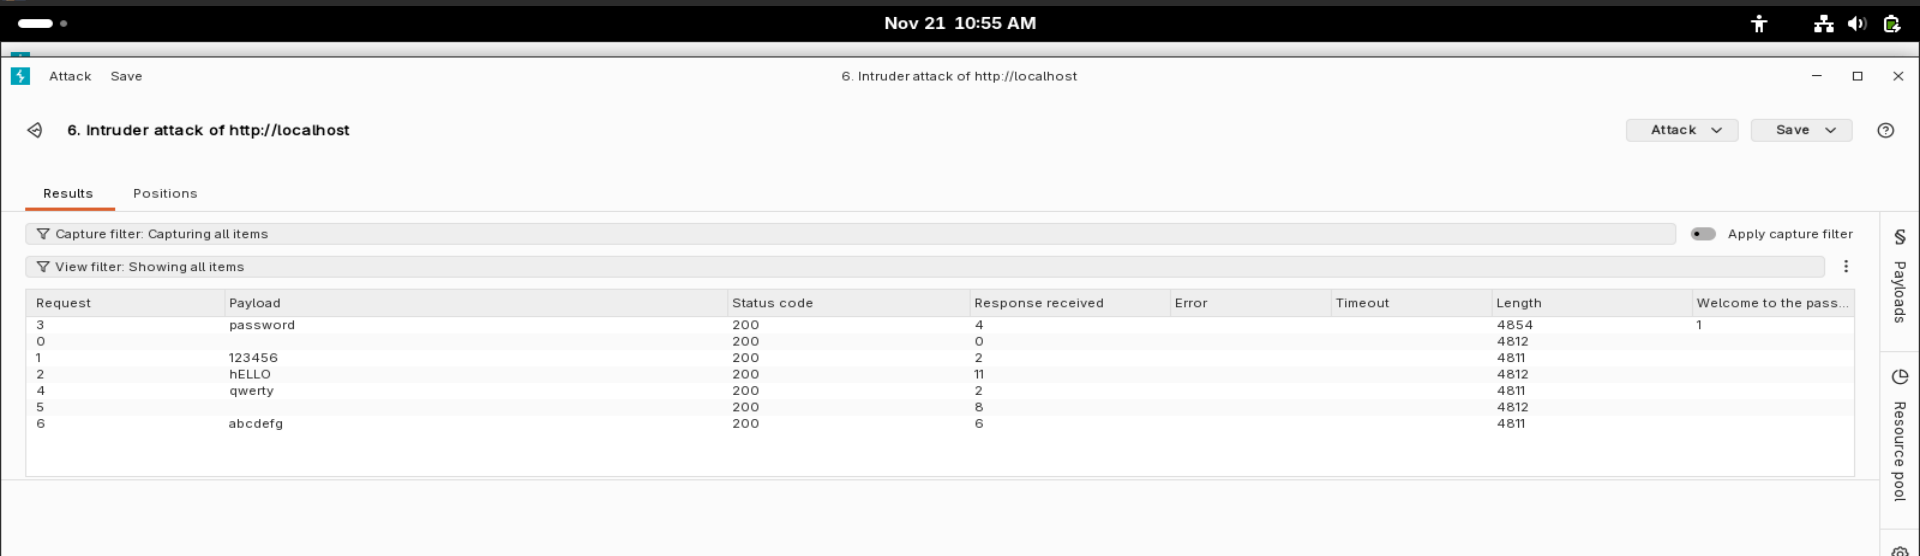 Nov 21 10:55 AM
Attack Save 6. Intruder attack of http://localhost
6. Intruder attack of http://localhost Attack Save
Results Positions
Capture filter: Capturing all items Apply capture filter
View filter: Showing all items
Request Payload Status code Response received Error Timeout Length Welcome to the pass...
3 password 200 4 4854 1
0 200 0 4812
1 123456 200 2 4811
2 hELLO 200 11 4812
4 qwerty 200 2 4811
5 200 8 4812
6 abcdefg 200 6 4811
Payloads
Resource pool